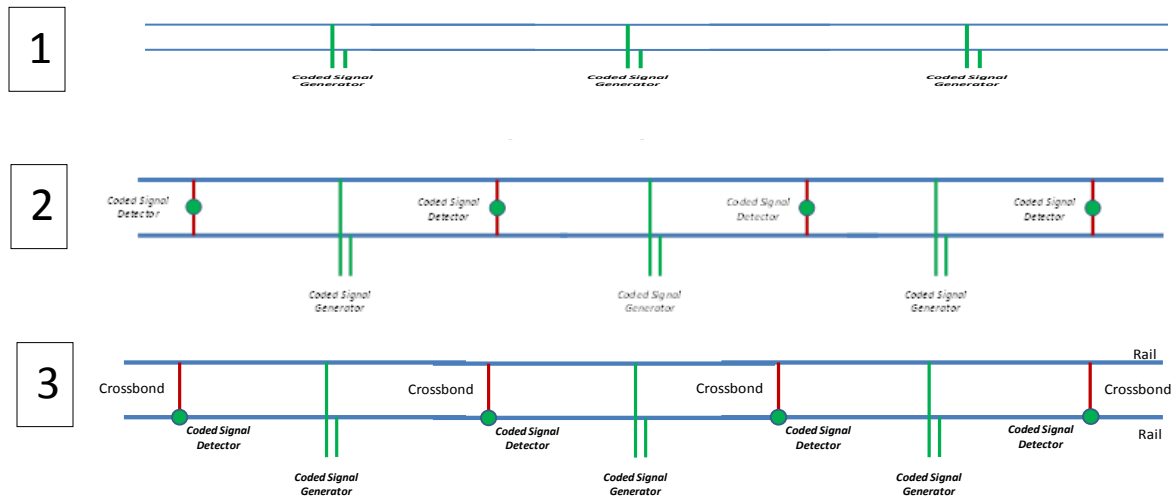 1
Coded Signal
Generator
Coded Signal
Generator
Coded Signal
Generator
2
Coded Signal
Detector
Coded Signal
Detector
Coded Signal
Detector
Coded Signal
Detector
Coded Signal
Generator
Coded Signal
Generator
Coded Signal
Generator
3
Rail
Crossbond
Crossbond
Crossbond
Crossbond
Rail
Coded Signal
Detector
Coded Signal
Detector
Coded Signal
Detector
Coded Signal
Detector
Coded Signal
Generator
Coded Signal
Generator
Coded Signal
Generator